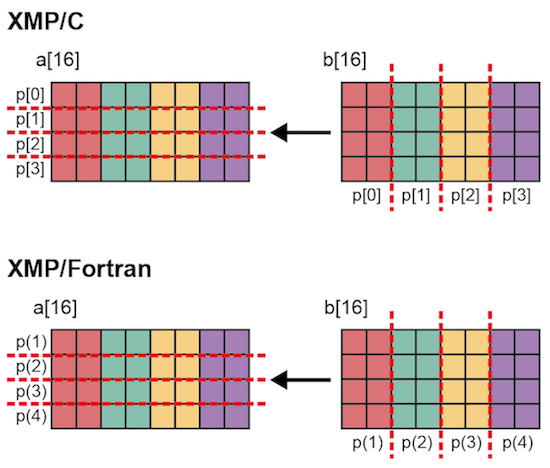 XMP/C
a[16] b[16]
p[0]
p[1]
p[2]
p[3]
p[0] p[1] p[2] p[3]
XMP/Fortran
a[16] b[16]
p(1)
p(2)
p(3)
p(4)
p(1) p(2) p(3) p(4)